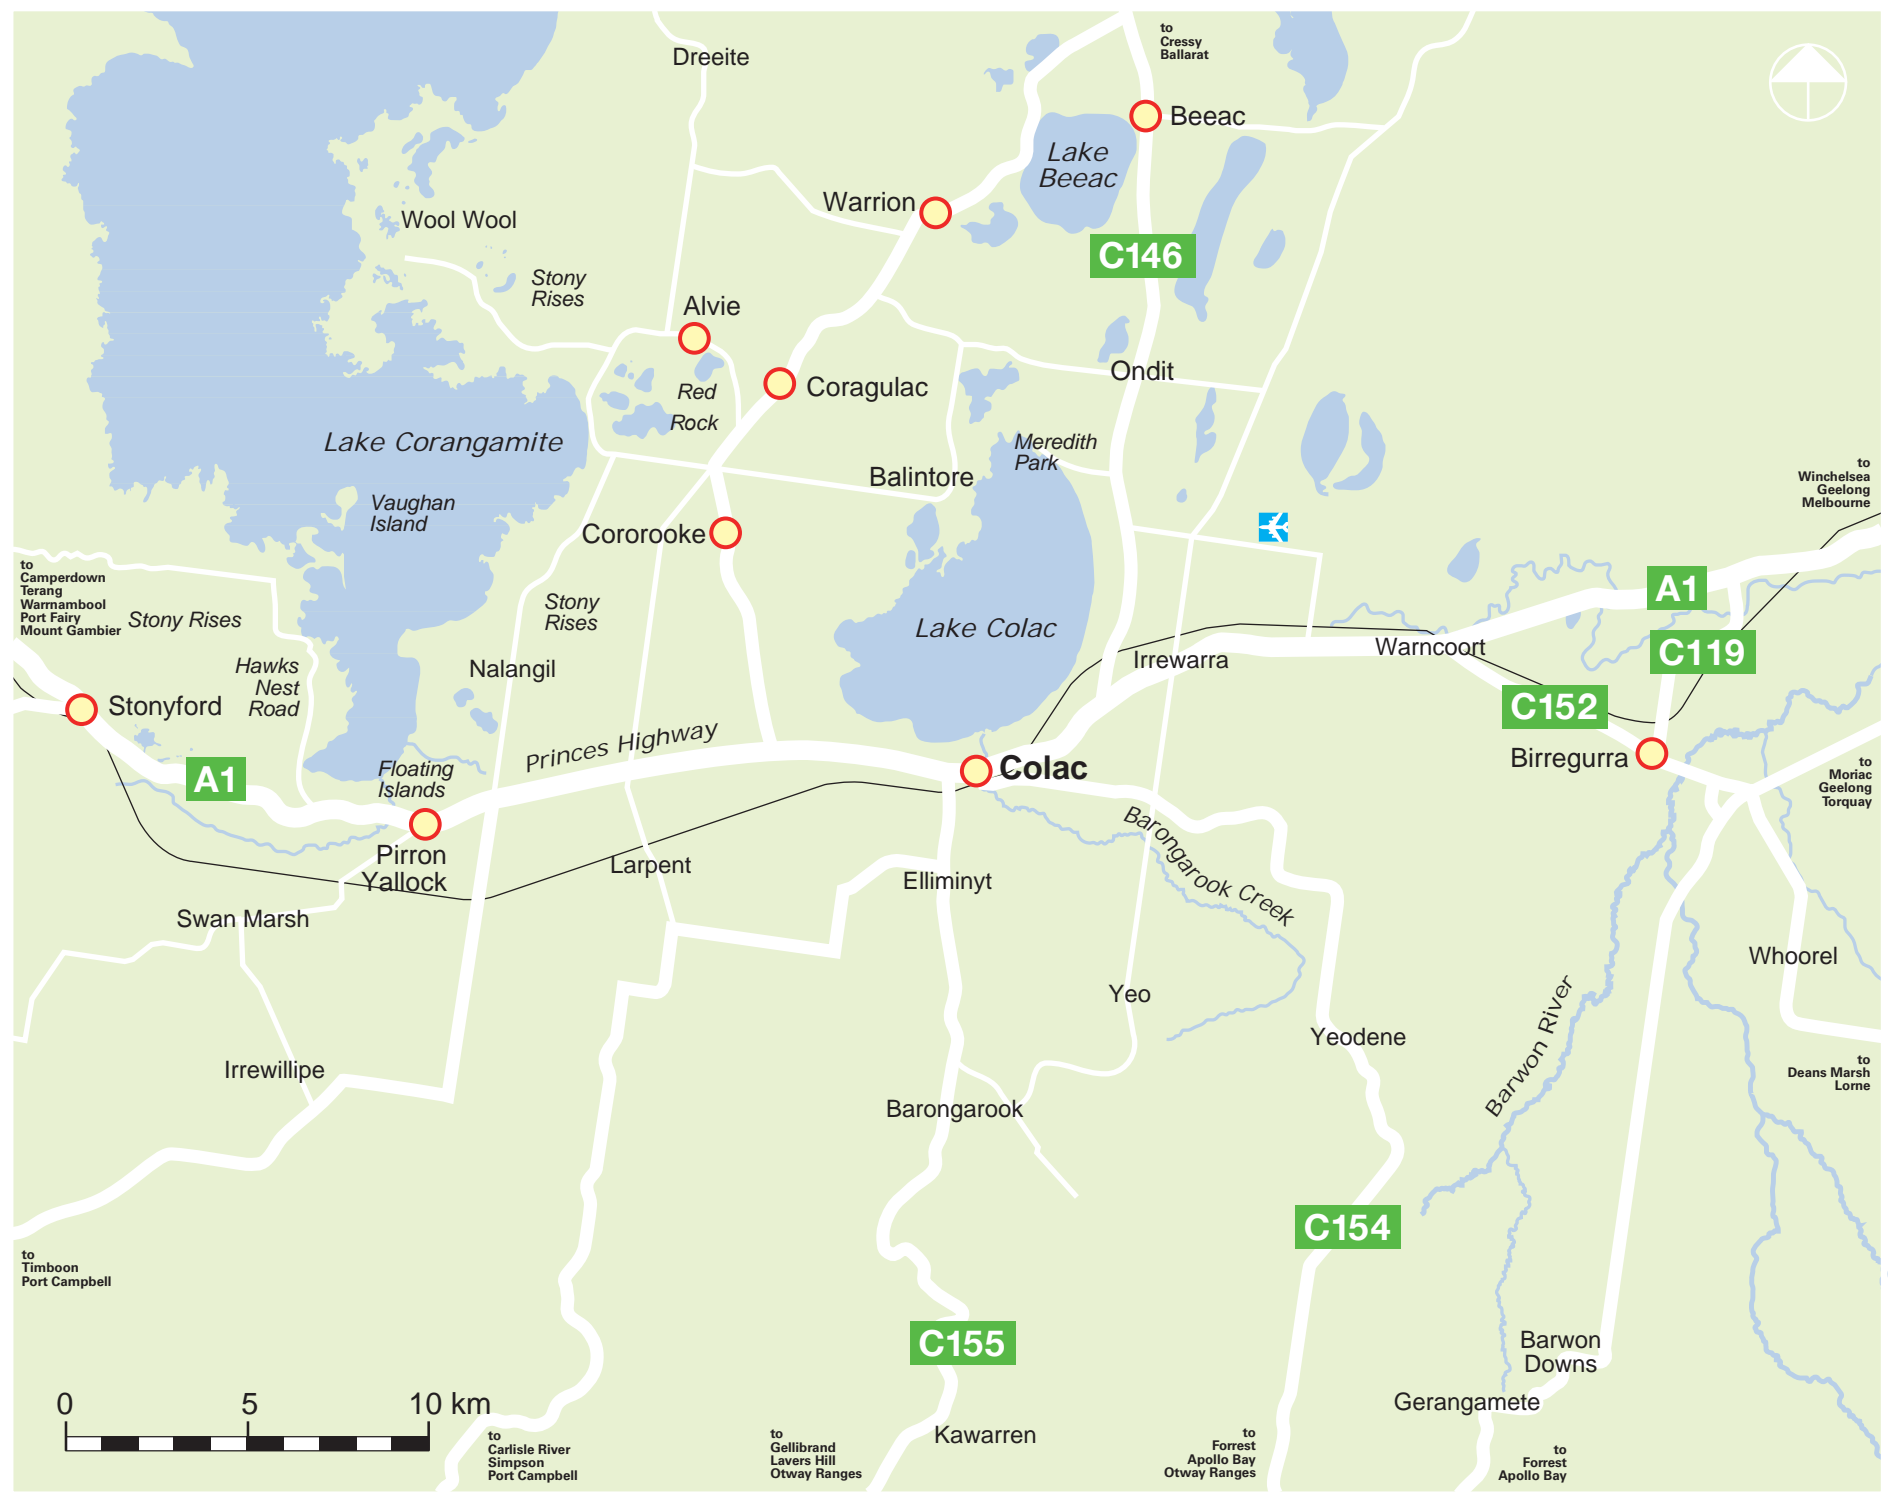 to
Cressy
Ballarat
Dreeite
Beeac
Lake
Beeac
Warrion
Wool Wool
C146
Stony
Rises
Alvie
Ondit
Coragulac
Red
Rock
Lake Corangamite
Meredith
Park
Balintore
to
Winchelsea
Geelong
Melbourne
Vaughan
Island
Cororooke
to
Camperdown
Terang
Warrnambool
Port Fairy
Mount Gambier
Stony Rises
Stony
Rises
Lake Colac
A1
Hawks
Nest
Road
Nalangil
Irrewarra
Warncoort
C119
Stonyford
C152
Princes Highway
Birregurra
A1
Floating
Islands
Colac
to
Moriac
Geelong
Torquay
Pirron
Yallock
Larpent
Elliminyt
Barongarook Creek
Swan Marsh
Whoorel
Yeo
Yeodene
Barwon River
Irrewillipe
Barongarook
to
Deans Marsh
Lorne
C154
to
Timboon
Port Campbell
C155
Barwon
Downs
Gerangamete
0 5 10 km
to
Carlisle River
Simpson
Port Campbell
to
Gellibrand
Lavers Hill
Otway Ranges
Kawarren
to
Forrest
Apollo Bay
Otway Ranges
to
Forrest
Apollo Bay